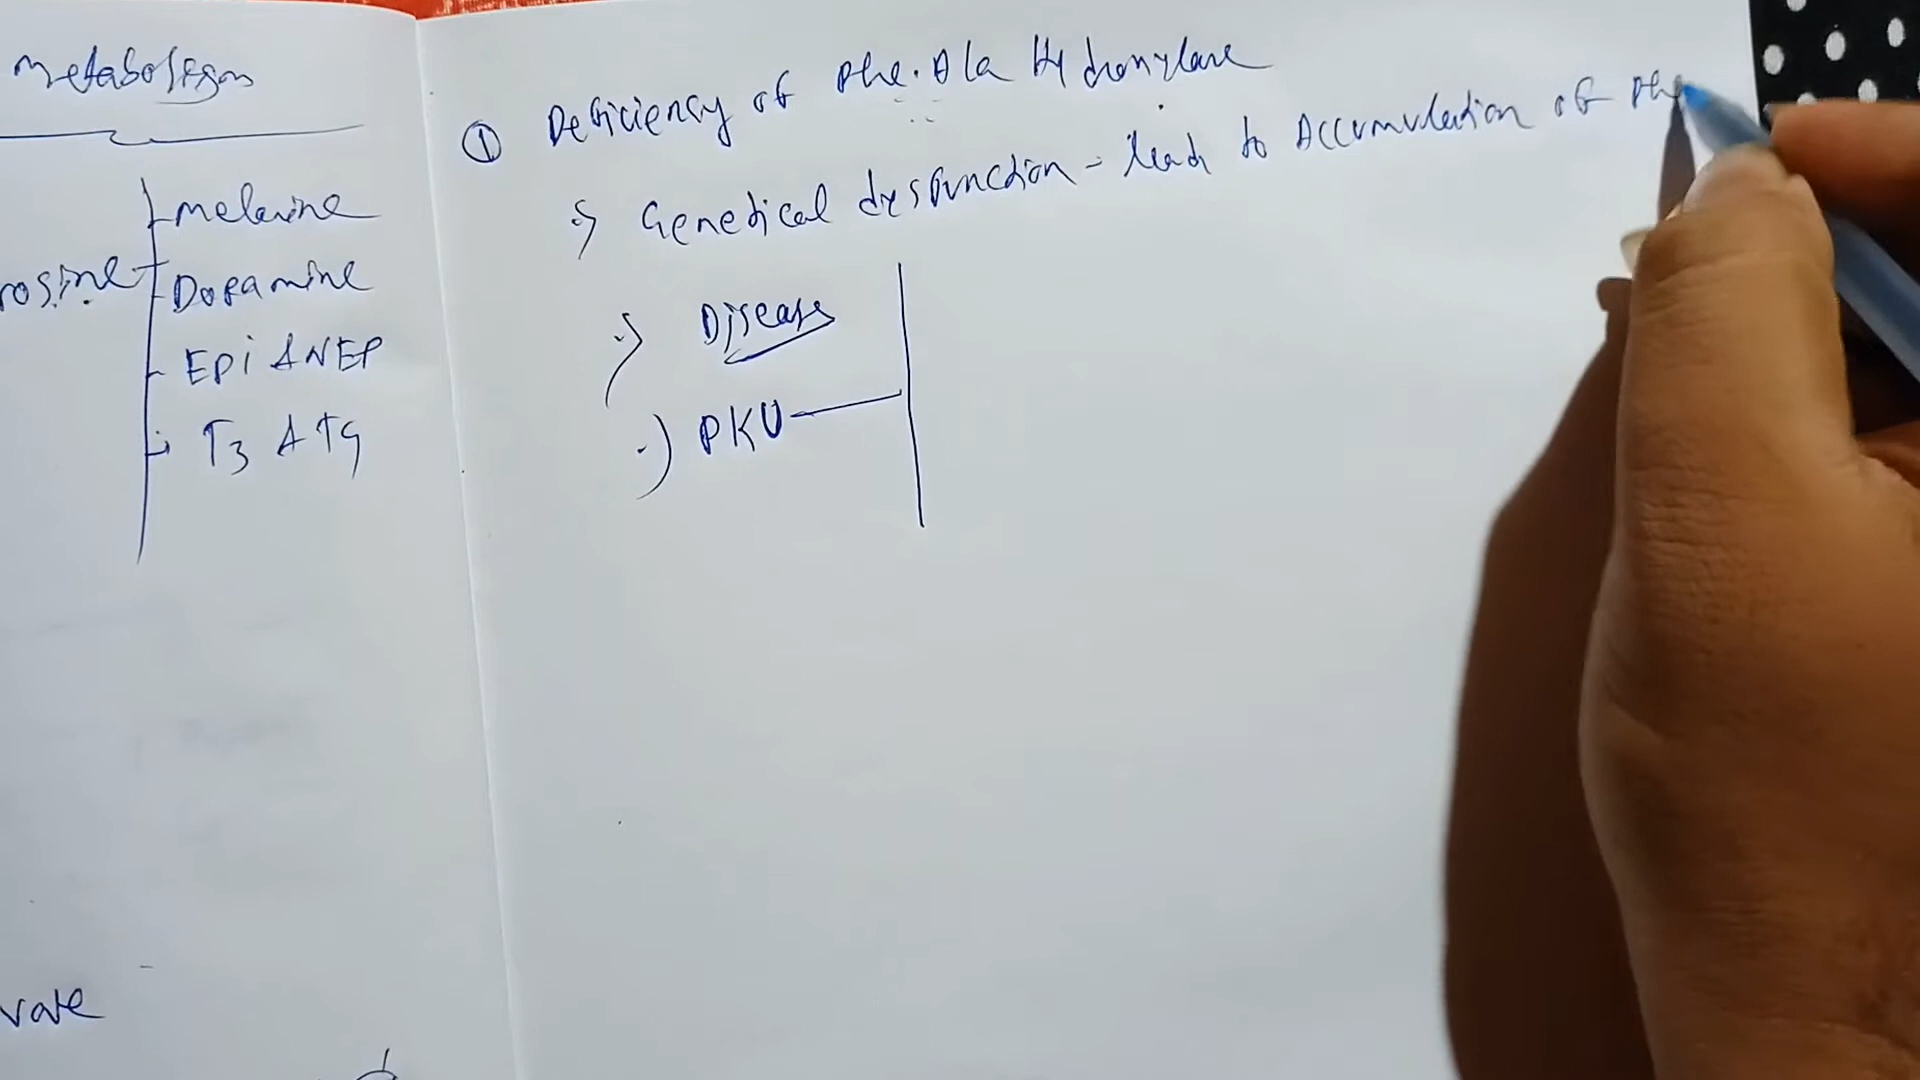 Metabolism
Melanine
rosine
Dopamine
EPi & NEP
T3 & T4
vate
① Deficiency of Phe. Ala Hydroxylase
Genetical dysfunction - lead to Accumulation of Phe
Disease
PKU